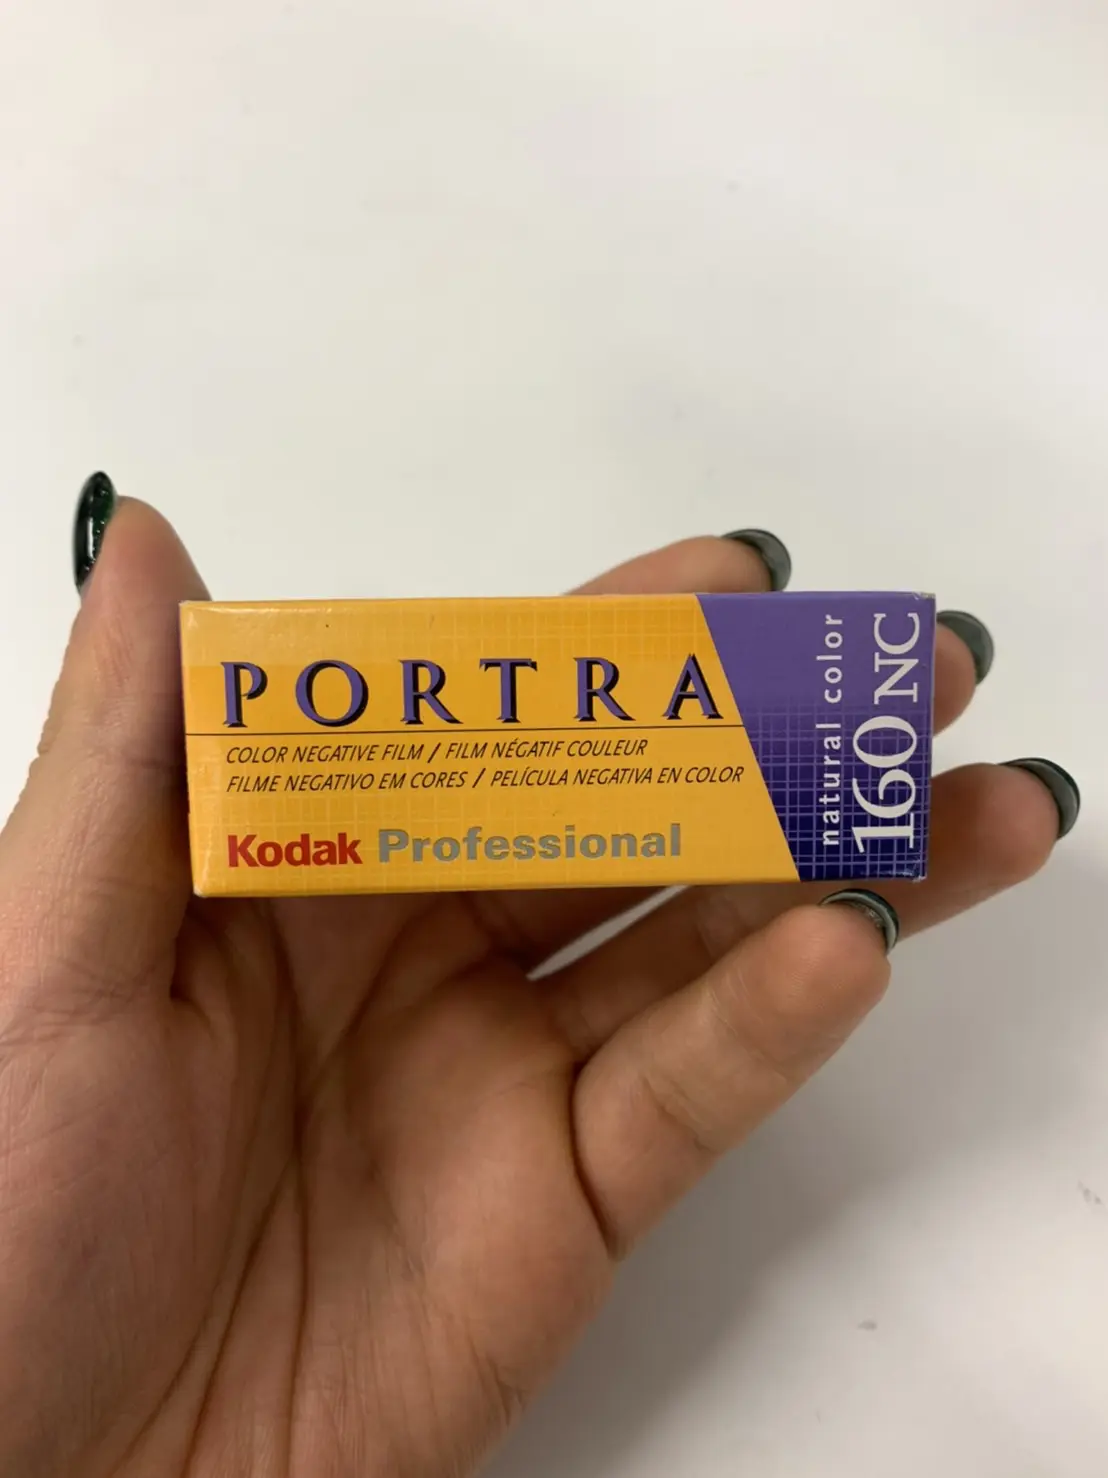 PORTRA
COLOR NEGATIVE FILM / FILM NÉGATIF COULEUR
FILME NEGATIVO EM CORES / PELÍCULA NEGATIVA EN COLOR
Kodak Professional
natural color
160 NC